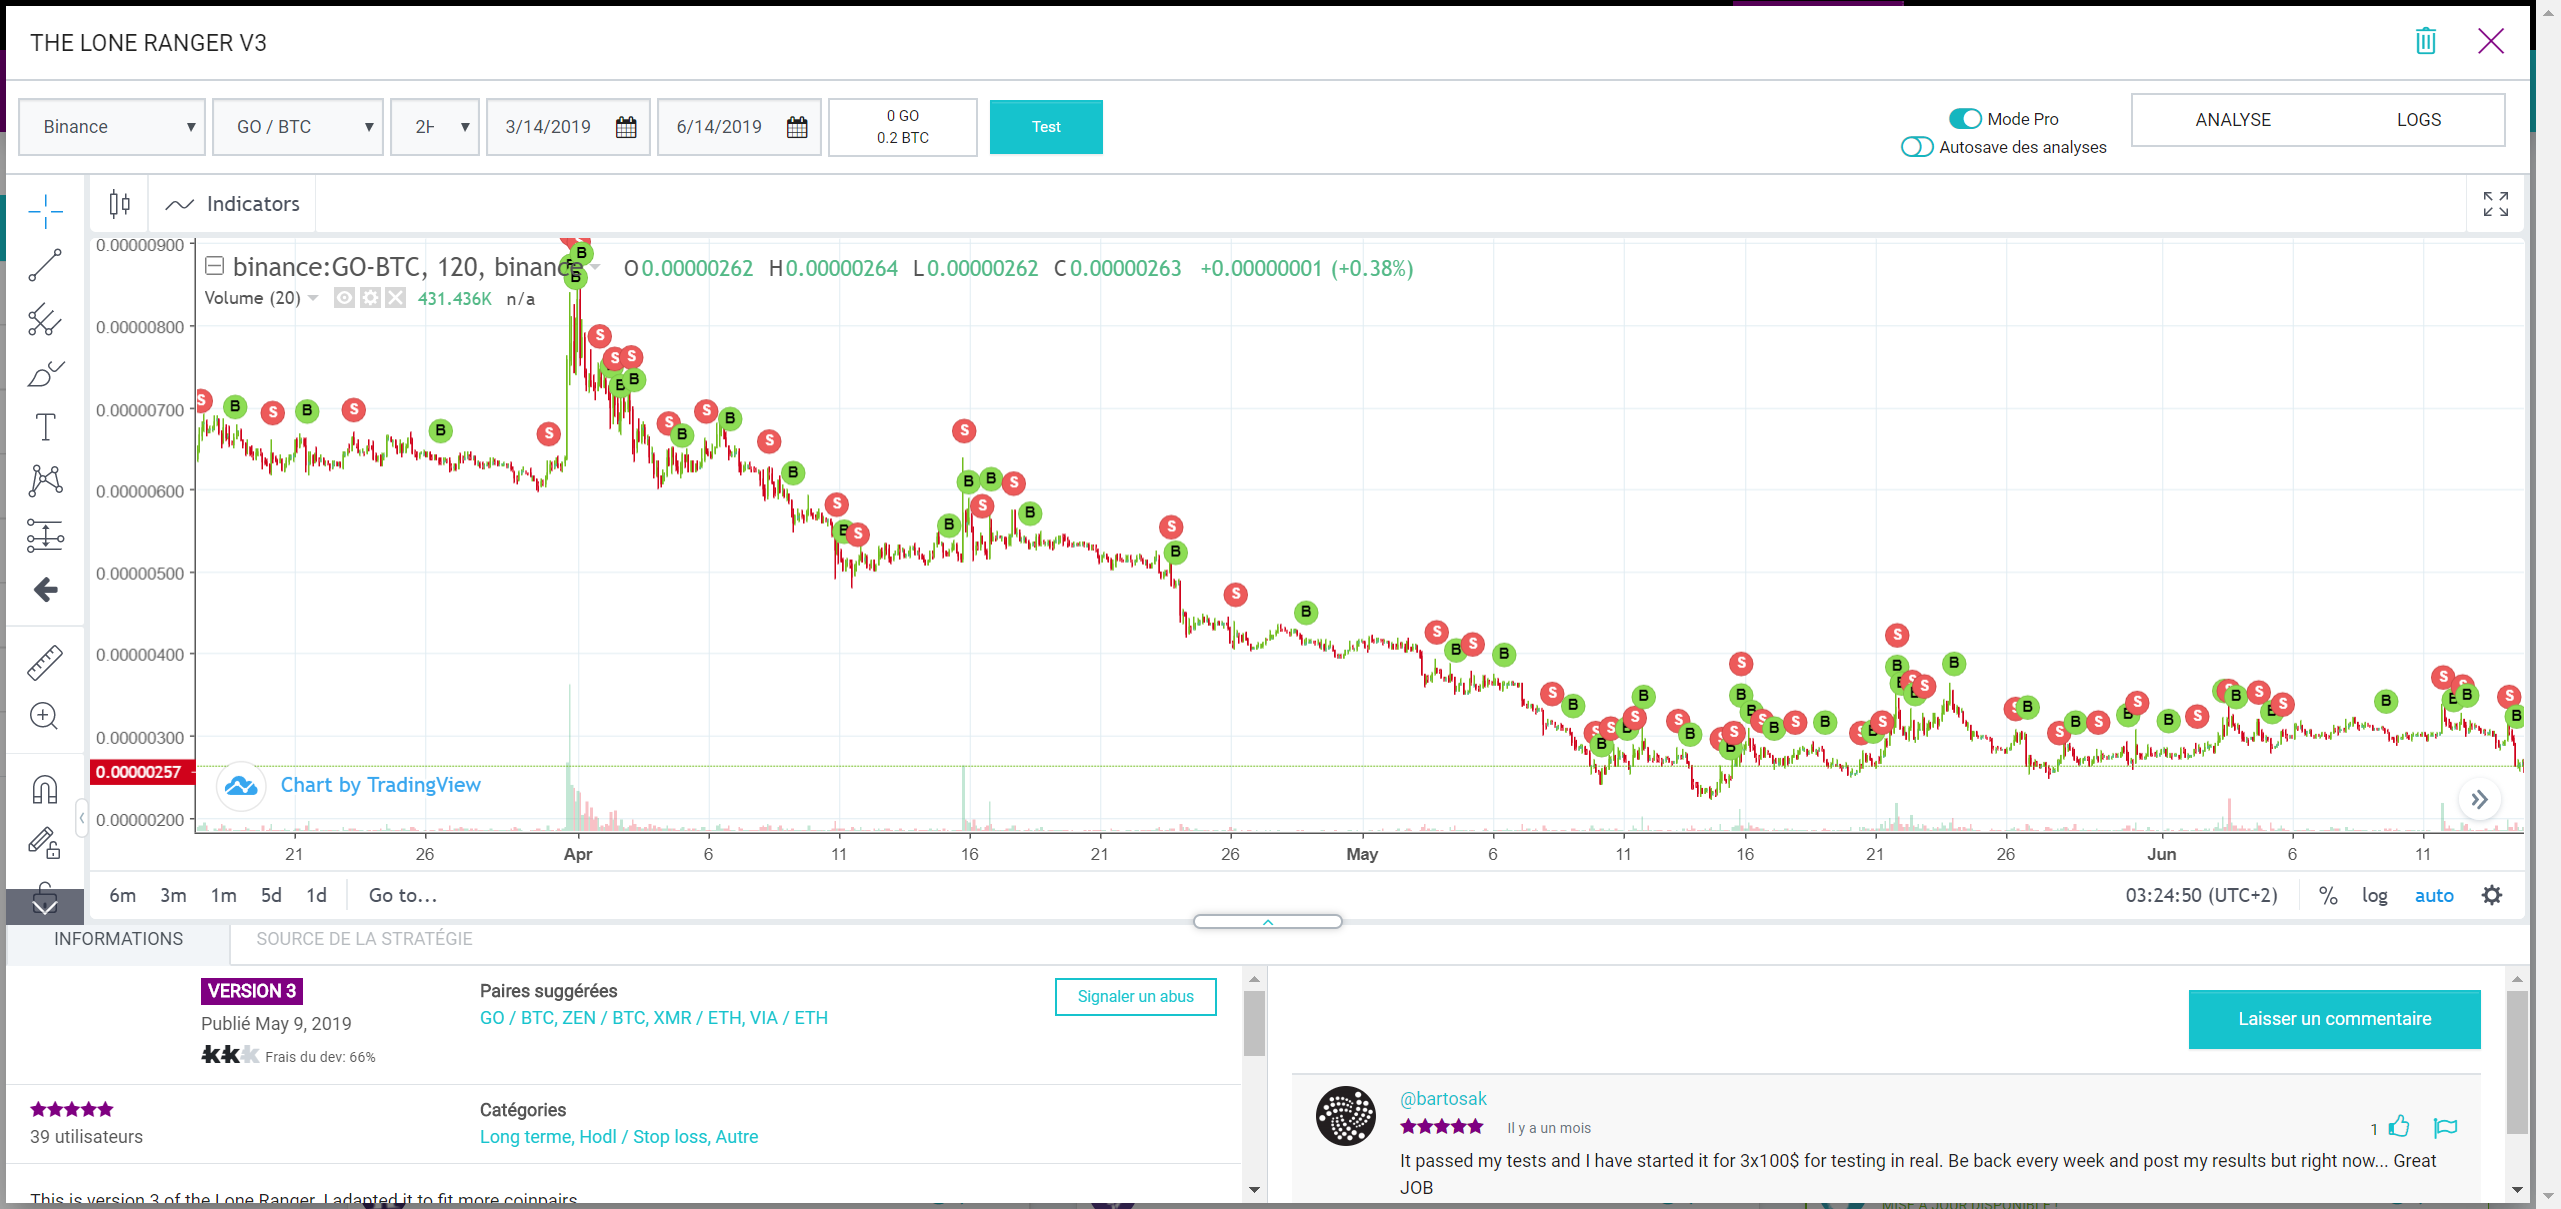 THE LONE RANGER V3
Binance
GO / BTC
2H
3/14/2019
6/14/2019
0 GO
0.2 BTC
Test
Mode Pro
Autosave des analyses
ANALYSE
LOGS
Indicators
binance:GO-BTC, 120, binance
O0.00000262 H0.00000264 L0.00000262 C0.00000263 +0.00000001 (+0.38%)
Volume (20) 431.436K n/a
0.00000900
0.00000800
0.00000700
0.00000600
0.00000500
0.00000400
0.00000300
0.00000257
0.00000200
Chart by TradingView
21 26 Apr 6 11 16 21 26 May 6 11 16 21 26 Jun 6 11
6m 3m 1m 5d 1d Go to...
03:24:50 (UTC+2) % log auto
INFORMATIONS
SOURCE DE LA STRATÉGIE
VERSION 3
Publié May 9, 2019
Frais du dev: 66%
Paires suggérées
GO / BTC, ZEN / BTC, XMR / ETH, VIA / ETH
Signaler un abus
39 utilisateurs
Catégories
Long terme, Hodl / Stop loss, Autre
This is version 3 of the Lone Ranger. I adapted it to fit more coinpairs
Laisser un commentaire
@bartosak
Il y a un mois
1
It passed my tests and I have started it for 3x100$ for testing in real. Be back every week and post my results but right now... Great
JOB
MISE À JOUR DISPONIBLE !